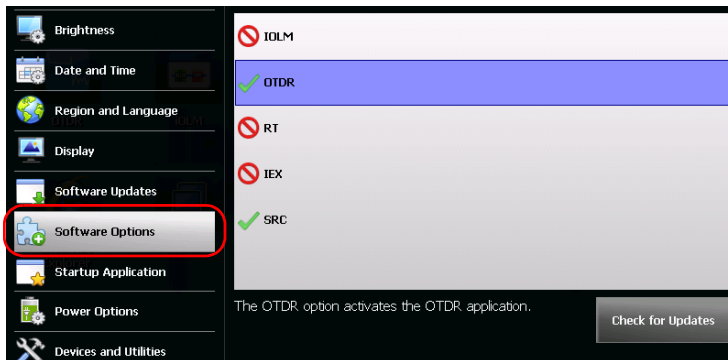 Brightness
Date and Time
Region and Language
Display
Software Updates
Software Options
Startup Application
Power Options
Devices and Utilities
IOLM
OTDR
RT
IEX
SRC
The OTDR option activates the OTDR application.
Check for Updates